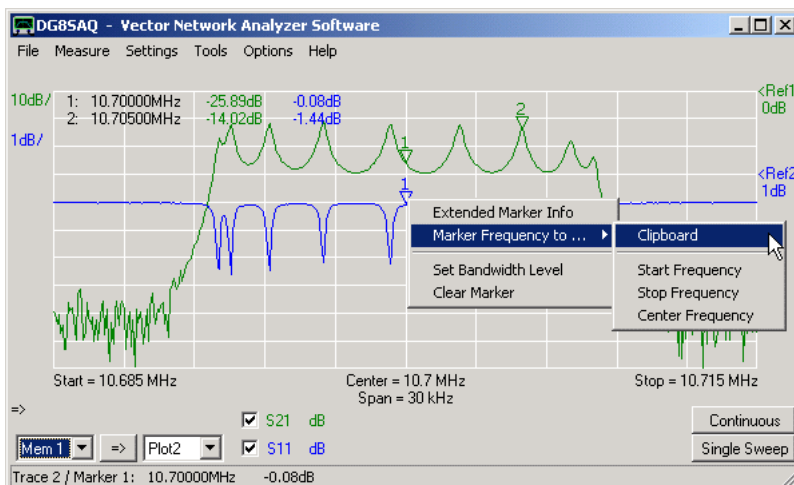 DG8SAQ - Vector Network Analyzer Software
File Measure Settings Tools Options Help
10dB/
1: 10.70000MHz -25.89dB -0.08dB
2: 10.70500MHz -14.02dB -1.44dB
<Ref1
0dB
1dB/
2
1
<Ref2
1dB
1
Extended Marker Info
Marker Frequency to ...
Set Bandwidth Level
Clear Marker
Clipboard
Start Frequency
Stop Frequency
Center Frequency
Start = 10.685 MHz
Center = 10.7 MHz
Span = 30 kHz
Stop = 10.715 MHz
=>
S21 dB
Continuous
Mem 1 => Plot2
S11 dB
Single Sweep
Trace 2 / Marker 1: 10.70000MHz -0.08dB